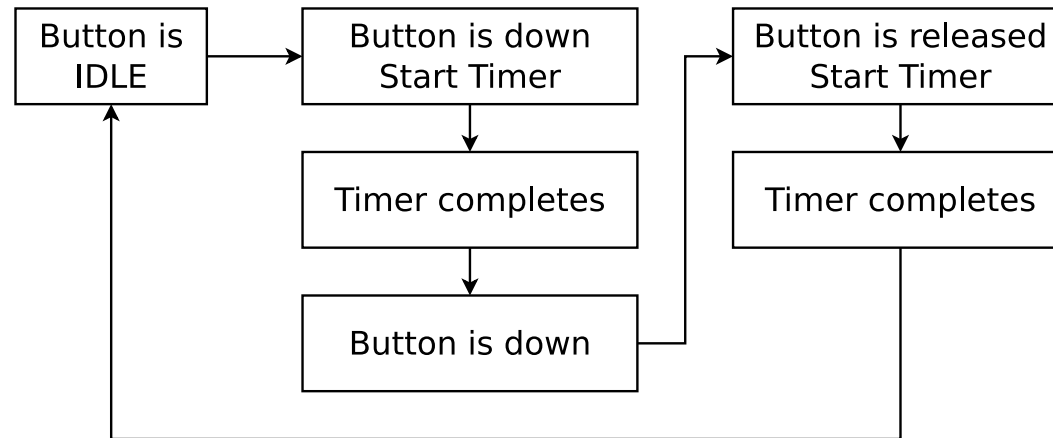 Button is
IDLE
Button is down
Start Timer
Timer completes
Button is down
Button is released
Start Timer
Timer completes